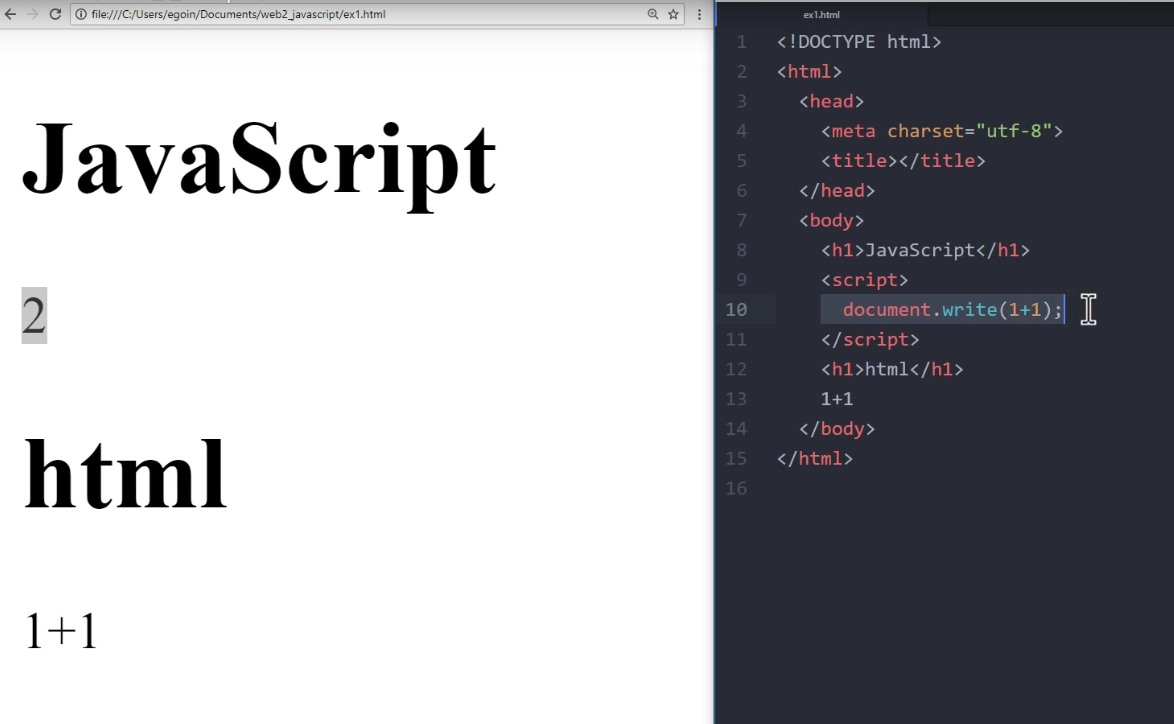 file:///C:/Users/egoin/Documents/web2_javascript/ex1.html
JavaScript
2
html
1+1
ex1.html
1 <!DOCTYPE html>
2 <html>
3 <head>
4 <meta charset="utf-8">
5 <title></title>
6 </head>
7 <body>
8 <h1>JavaScript</h1>
9 <script>
10 document.write(1+1);
11 </script>
12 <h1>html</h1>
13 1+1
14 </body>
15 </html>
16